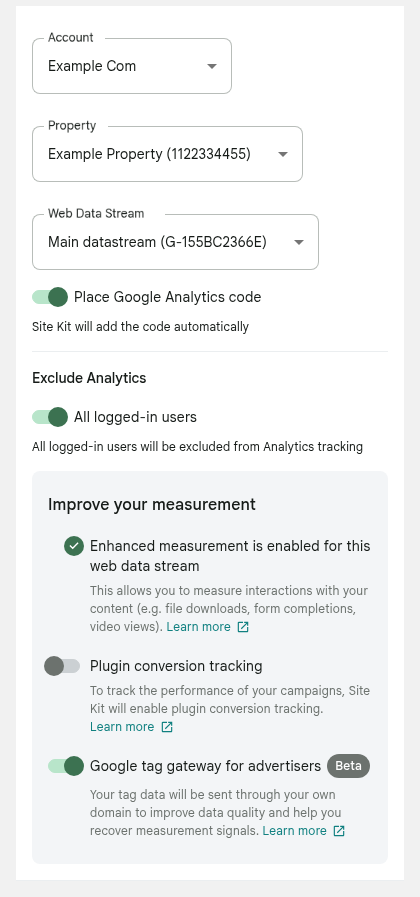 Account
Example Com
Property
Example Property (1122334455)
Web Data Stream
Main datastream (G-155BC2366E)
Place Google Analytics code
Site Kit will add the code automatically
Exclude Analytics
All logged-in users
All logged-in users will be excluded from Analytics tracking
Improve your measurement
Enhanced measurement is enabled for this
web data stream
This allows you to measure interactions with your
content (e.g. file downloads, form completions,
video views). Learn more
Plugin conversion tracking
To track the performance of your campaigns, Site
Kit will enable plugin conversion tracking.
Learn more
Google tag gateway for advertisers Beta
Your tag data will be sent through your own
domain to improve data quality and help you
recover measurement signals. Learn more